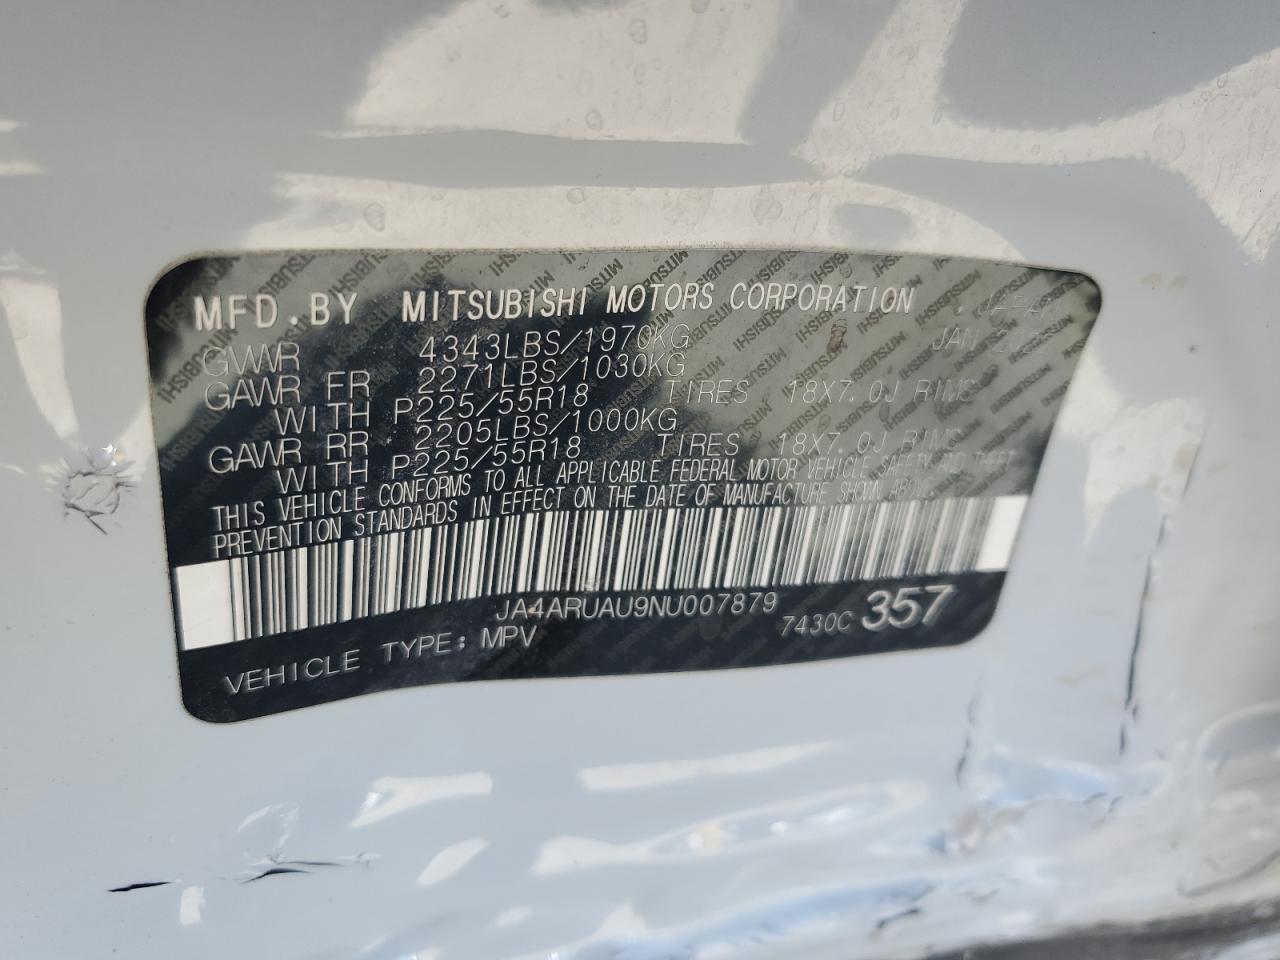 MFD.BY MITSUBISHI MOTORS CORPORATION , JAPAN
GVWR 4343LBS/1970KG JAN 2022
GAWR FR 2271LBS/1030KG
WITH P225/55R18 TIRES 18X7.0J RIMS
GAWR RR 2205LBS/1000KG
WITH P225/55R18 TIRES 18X7.0J RIMS
THIS VEHICLE CONFORMS TO ALL APPLICABLE FEDERAL MOTOR VEHICLE SAFETY AND THEFT
PREVENTION STANDARDS IN EFFECT ON THE DATE OF MANUFACTURE SHOWN ABOVE.
JA4ARUAU9NU007879
VEHICLE TYPE: MPV 7430C 357